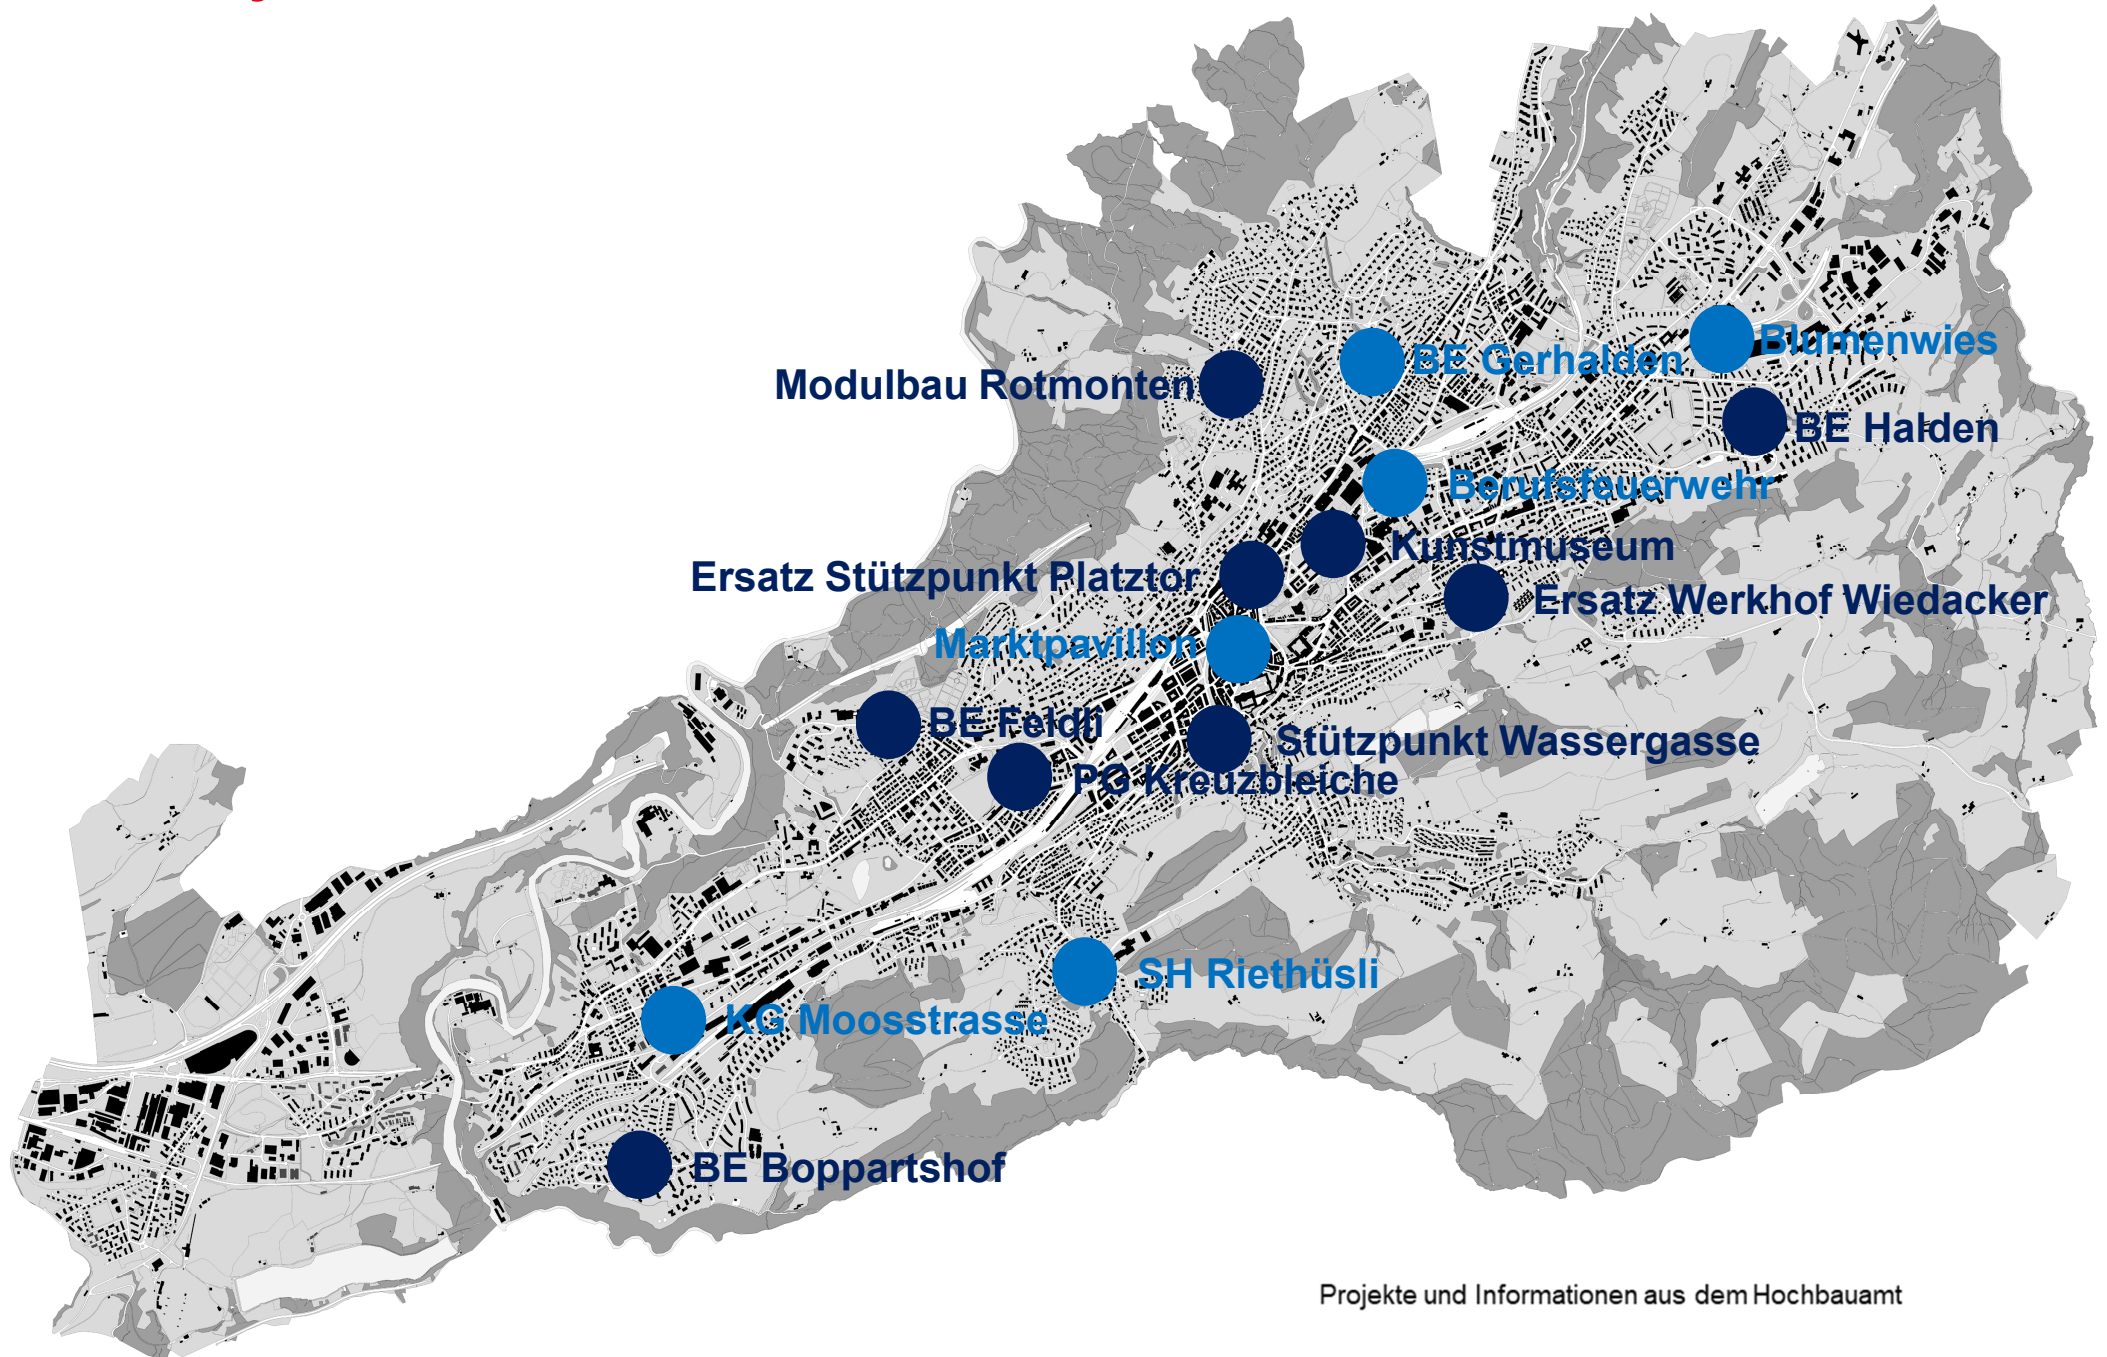 Blumenwies
BE Gerhalden
Modulbau Rotmonten
BE Halden
Berufsfeuerwehr
Kunstmuseum
Ersatz Stützpunkt Platztor
Ersatz Werkhof Wiedacker
Marktpavillon
BE Feldli
Stützpunkt Wassergasse
PG Kreuzbleiche
SH Riethüsli
KG Moosstrasse
BE Boppartshof
Projekte und Informationen aus dem Hochbauamt